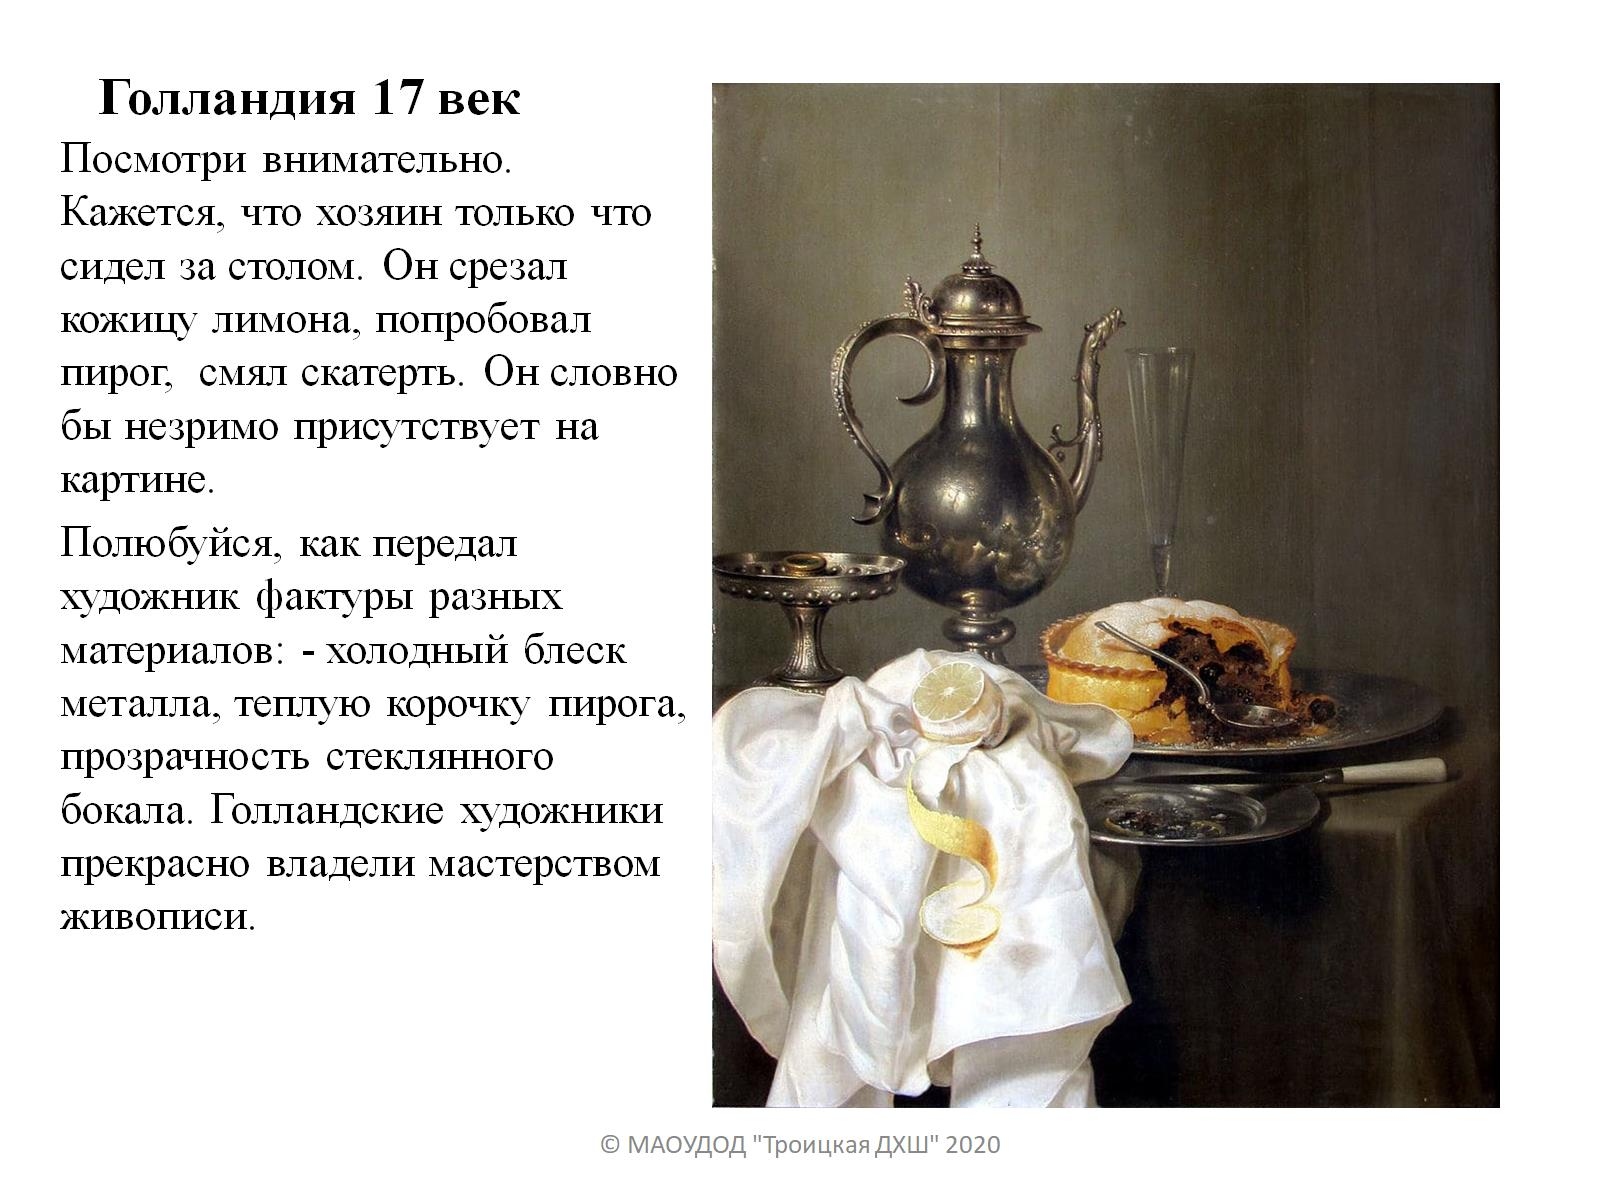 Голландия 17 век
Посмотри внимательно.
Кажется, что хозяин только что
сидел за столом. Он срезал
кожицу лимона, попробовал
пирог, смял скатерть. Он словно
бы незримо присутствует на
картине.
Полюбуйся, как передал
художник фактуры разных
материалов: - холодный блеск
металла, теплую корочку пирога,
прозрачность стеклянного
бокала. Голландские художники
прекрасно владели мастерством
живописи.
© МАОУДОД "Троицкая ДХШ" 2020